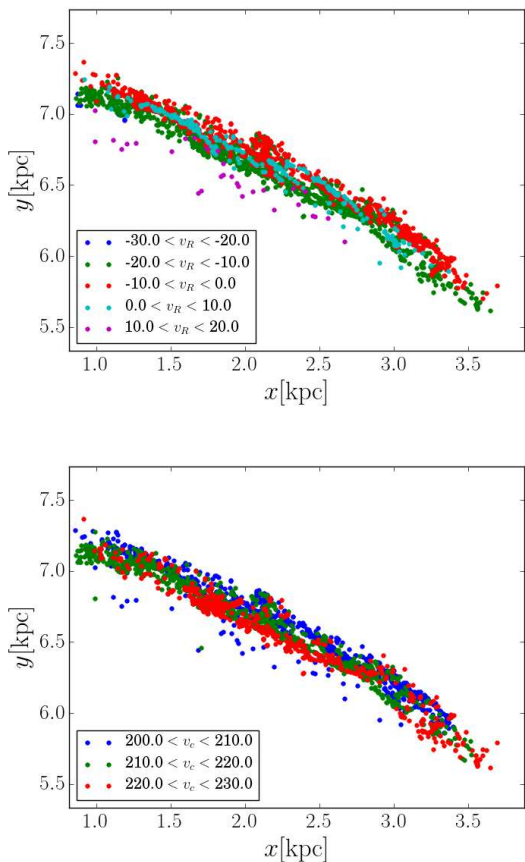 7.5
7.0
6.5
6.0
5.5
y[kpc]
-30.0 < v_R < -20.0
-20.0 < v_R < -10.0
-10.0 < v_R < 0.0
0.0 < v_R < 10.0
10.0 < v_R < 20.0
1.0 1.5 2.0 2.5 3.0 3.5
x[kpc]
7.5
7.0
6.5
6.0
5.5
y[kpc]
200.0 < v_c < 210.0
210.0 < v_c < 220.0
220.0 < v_c < 230.0
1.0 1.5 2.0 2.5 3.0 3.5
x[kpc]